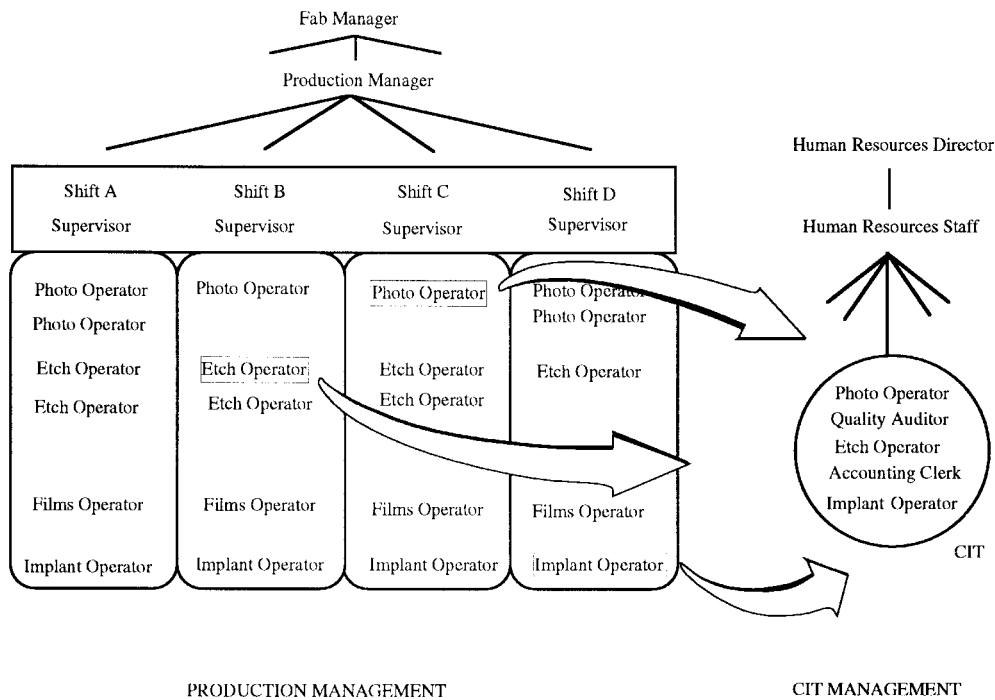 Fab Manager
Production Manager
Shift A
Supervisor
Shift B
Supervisor
Shift C
Supervisor
Shift D
Supervisor
Photo Operator
Photo Operator
Etch Operator
Etch Operator
Films Operator
Implant Operator
Photo Operator
Etch Operator
Etch Operator
Films Operator
Implant Operator
Photo Operator
Etch Operator
Etch Operator
Films Operator
Implant Operator
Photo Operator
Photo Operator
Etch Operator
Films Operator
Implant Operator
PRODUCTION MANAGEMENT
Human Resources Director
Human Resources Staff
Photo Operator
Quality Auditor
Etch Operator
Accounting Clerk
Implant Operator
CIT
CIT MANAGEMENT